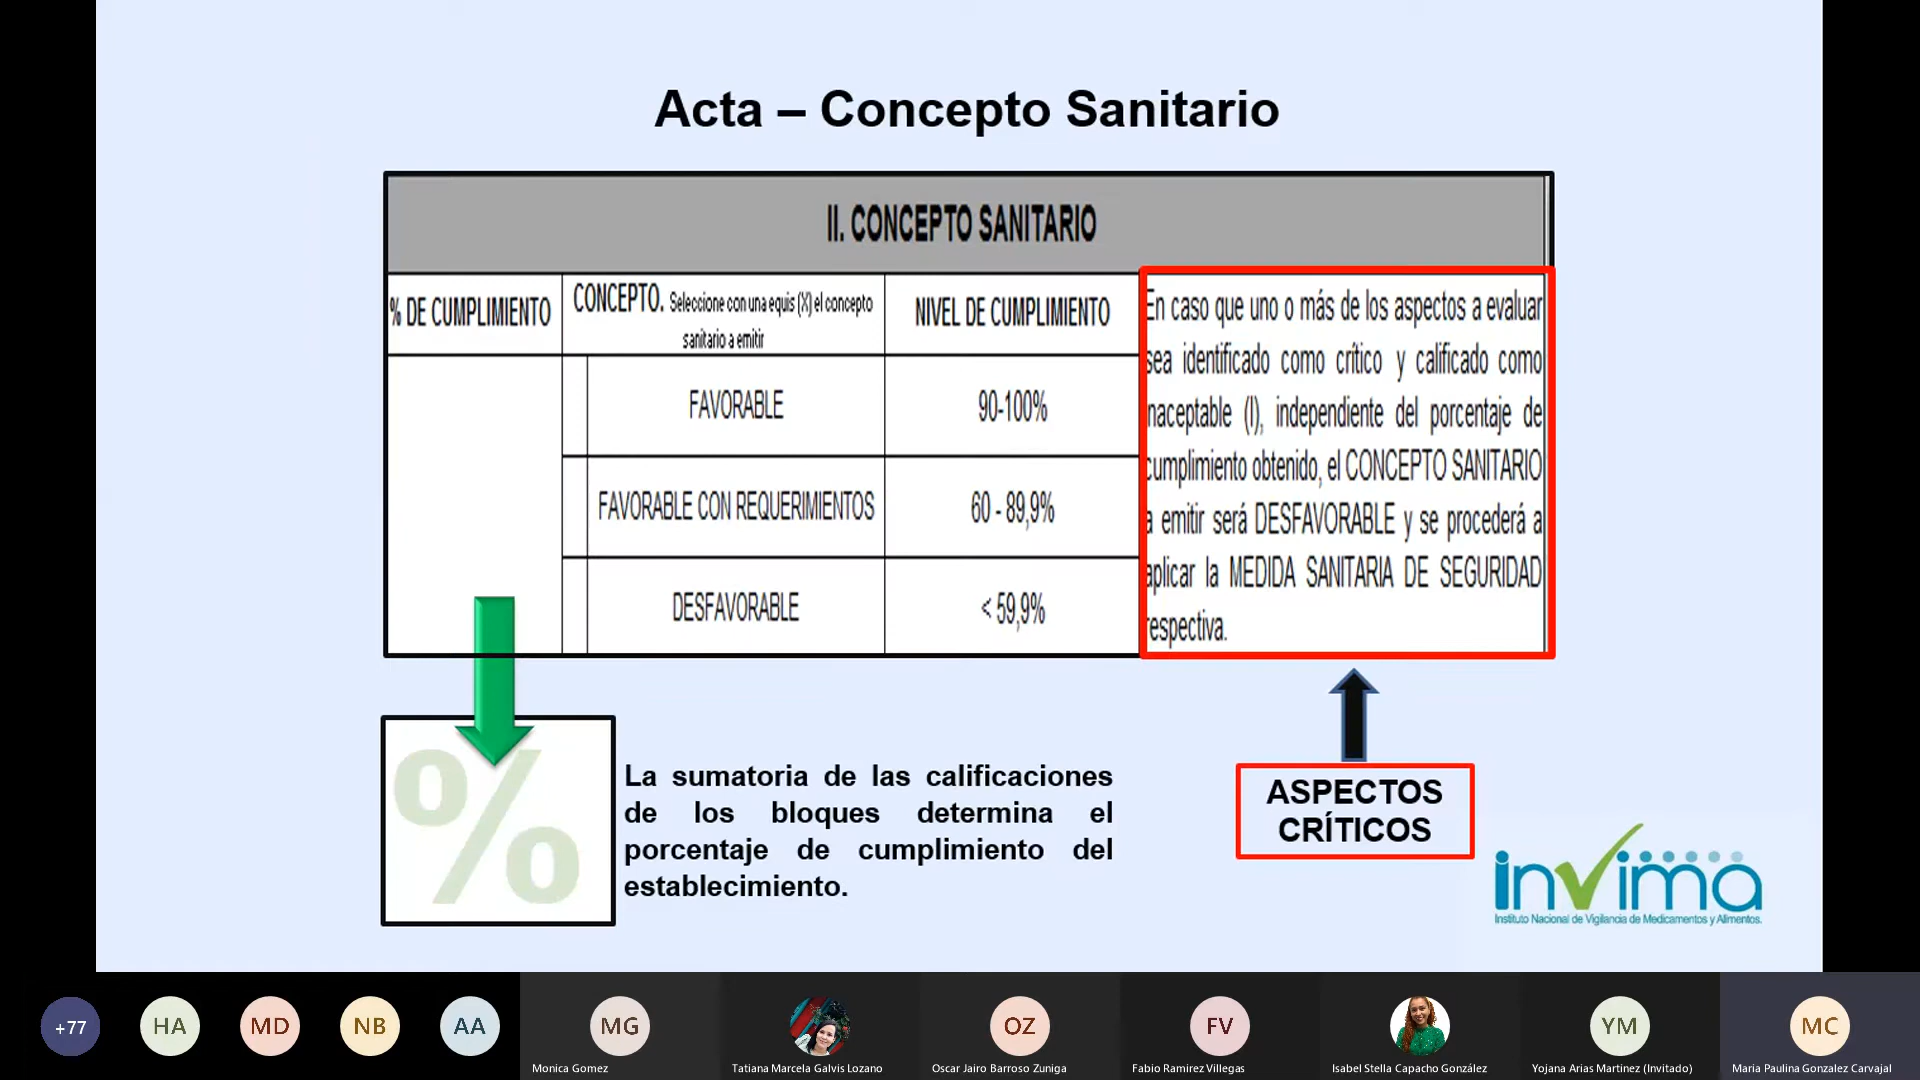 Acta – Concepto Sanitario
II. CONCEPTO SANITARIO
% DE CUMPLIMIENTO
CONCEPTO. Seleccione con una equis (X) el concepto
sanitario a emitir
NIVEL DE CUMPLIMIENTO
FAVORABLE
90-100%
FAVORABLE CON REQUERIMIENTOS
60 - 89,9%
DESFAVORABLE
< 59,9%
En caso que uno o más de los aspectos a evaluar
sea identificado como crítico y calificado como
inaceptable (I), independiente del porcentaje de
cumplimiento obtenido, el CONCEPTO SANITARIO
a emitir será DESFAVORABLE y se procederá a
aplicar la MEDIDA SANITARIA DE SEGURIDAD
respectiva.
%
La sumatoria de las calificaciones
de los bloques determina el
porcentaje de cumplimiento del
establecimiento.
ASPECTOS
CRÍTICOS
invima
Instituto Nacional de Vigilancia de Medicamentos y Alimentos.
+77
HA
MD
NB
AA
MG
OZ
FV
YM
MC
Monica Gomez
Tatiana Marcela Galvis Lozano
Oscar Jairo Barroso Zuniga
Fabio Ramirez Villegas
Isabel Stella Capacho González
Yojana Arias Martinez (Invitado)
Maria Paulina Gonzalez Carvajal